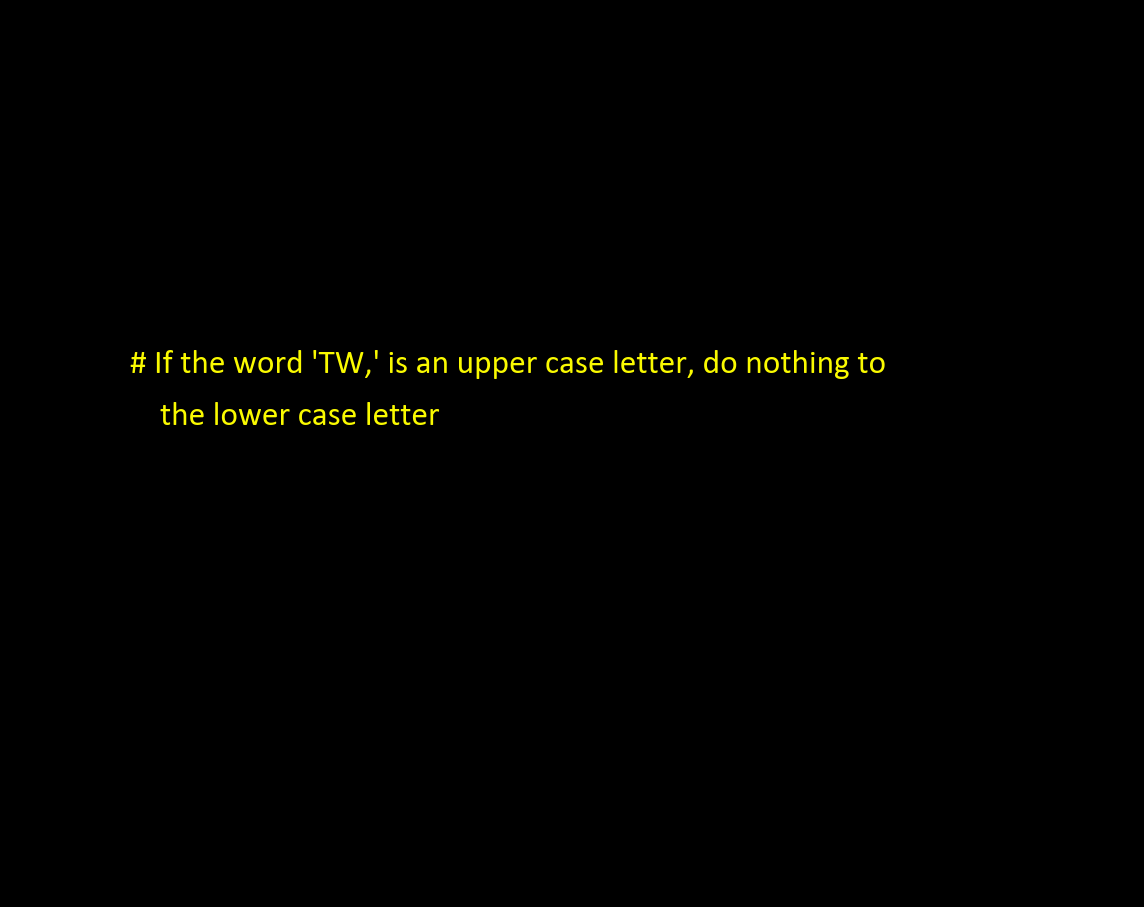 # If the word 'TW,' is an upper case letter, do nothing to
the lower case letter